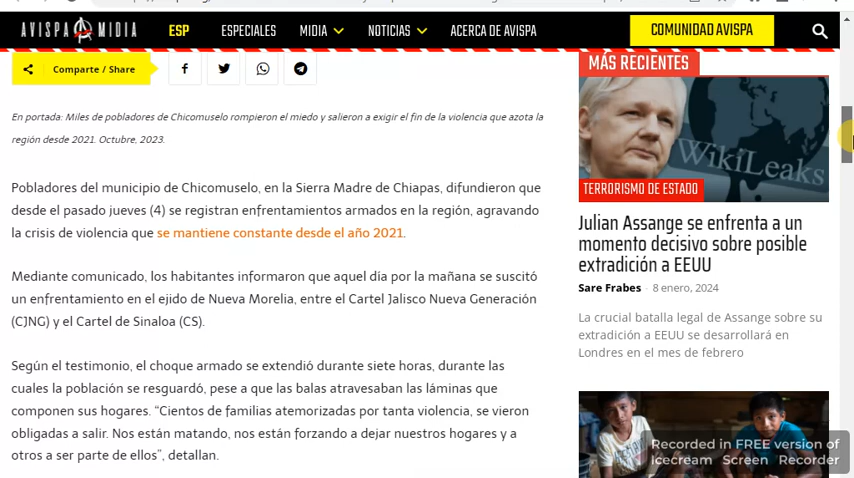 AVISPA MIDIA
ESP
ESPECIALES
MIDIA
NOTICIAS
ACERCA DE AVISPA
COMUNIDAD AVISPA
Comparte / Share
En portada: Miles de pobladores de Chicomuselo rompieron el miedo y salieron a exigir el fin de la violencia que azota la
región desde 2021. Octubre, 2023.
Pobladores del municipio de Chicomuselo, en la Sierra Madre de Chiapas, difundieron que
desde el pasado jueves (4) se registran enfrentamientos armados en la región, agravando
la crisis de violencia que se mantiene constante desde el año 2021.
Mediante comunicado, los habitantes informaron que aquel día por la mañana se suscitó
un enfrentamiento en el ejido de Nueva Morelia, entre el Cartel Jalisco Nueva Generación
(CJNG) y el Cartel de Sinaloa (CS).
Según el testimonio, el choque armado se extendió durante siete horas, durante las
cuales la población se resguardó, pese a que las balas atravesaban las láminas que
componen sus hogares. “Cientos de familias atemorizadas por tanta violencia, se vieron
obligadas a salir. Nos están matando, nos están forzando a dejar nuestros hogares y a
otros a ser parte de ellos”, detallan.
MÁS RECIENTES
WikiLeaks
TERRORISMO DE ESTADO
Julian Assange se enfrenta a un
momento decisivo sobre posible
extradición a EEUU
Sare Frabes - 8 enero, 2024
La crucial batalla legal de Assange sobre su
extradición a EEUU se desarrollará en
Londres en el mes de febrero
Recorded in FREE version of
Icecream Screen Recorder